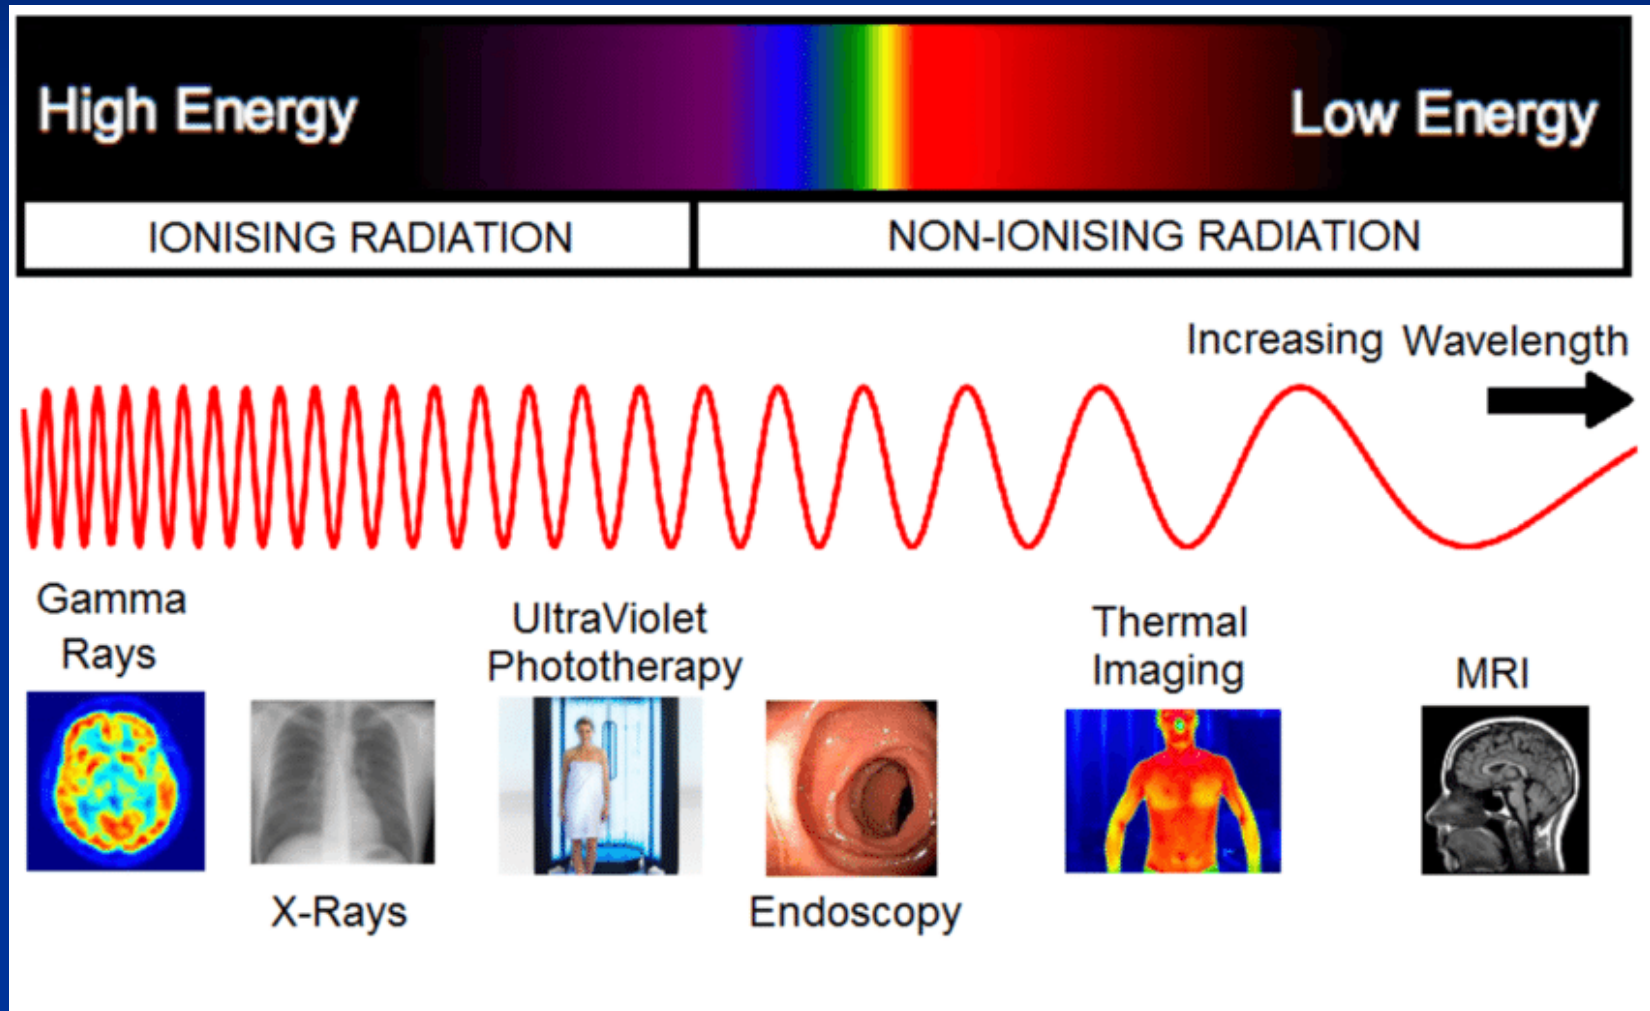 High Energy
Low Energy
IONISING RADIATION
NON-IONISING RADIATION
Increasing Wavelength
Gamma
Rays
X-Rays
UltraViolet
Phototherapy
Endoscopy
Thermal
Imaging
MRI